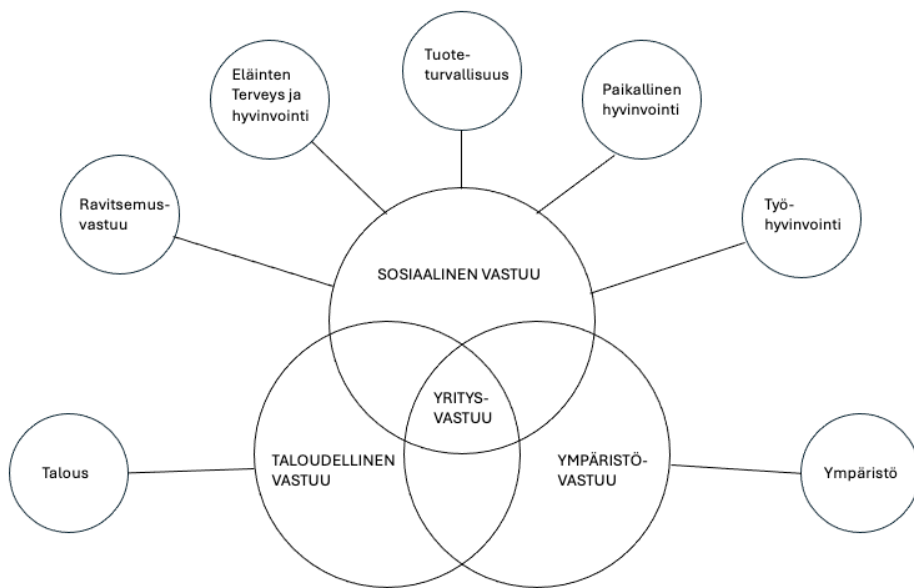 Tuote-
turvallisuus
Eläinten
Terveys ja
hyvinvointi
Paikallinen
hyvinvointi
Ravitsemus-
vastuu
Työ-
hyvinvointi
SOSIAALINEN VASTUU
YRITYS-
VASTUU
TALOUDELLINEN
VASTUU
YMPÄRISTÖ-
VASTUU
Talous
Ympäristö